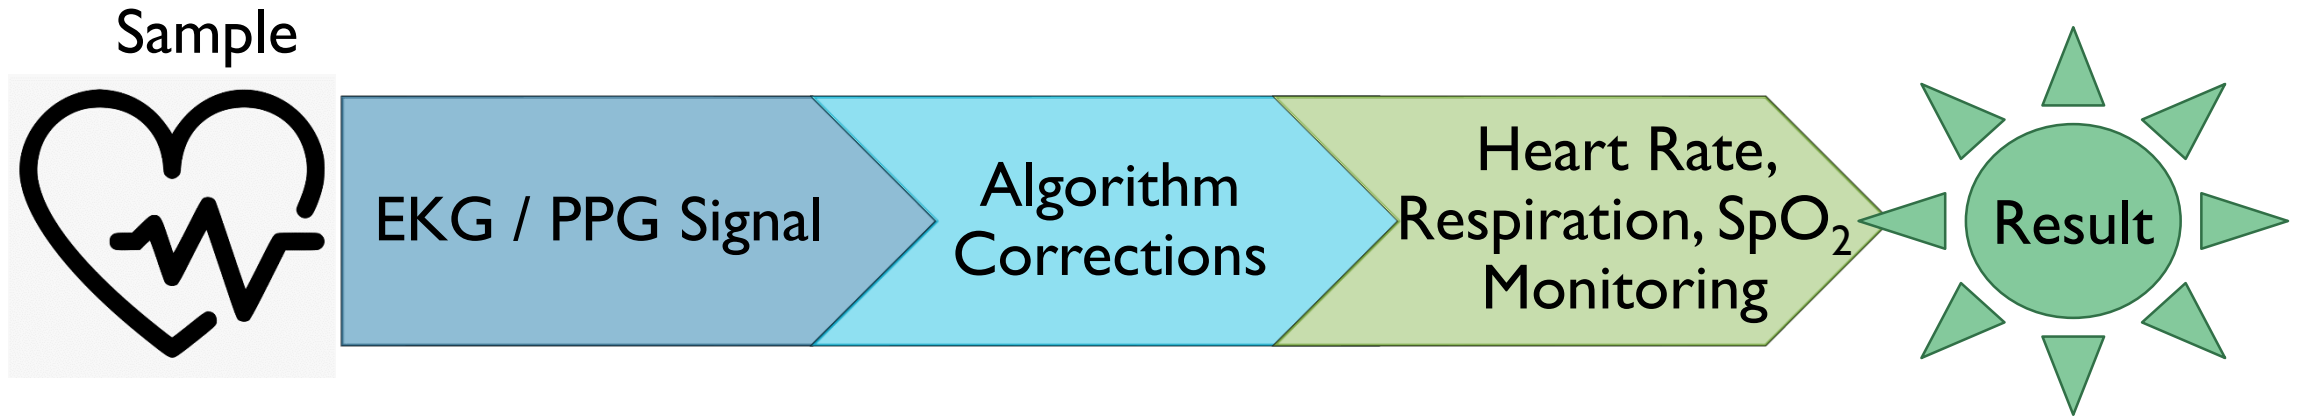 Sample
EKG / PPG Signal
Algorithm
Corrections
Heart Rate,
Respiration, SpO₂
Monitoring
Result